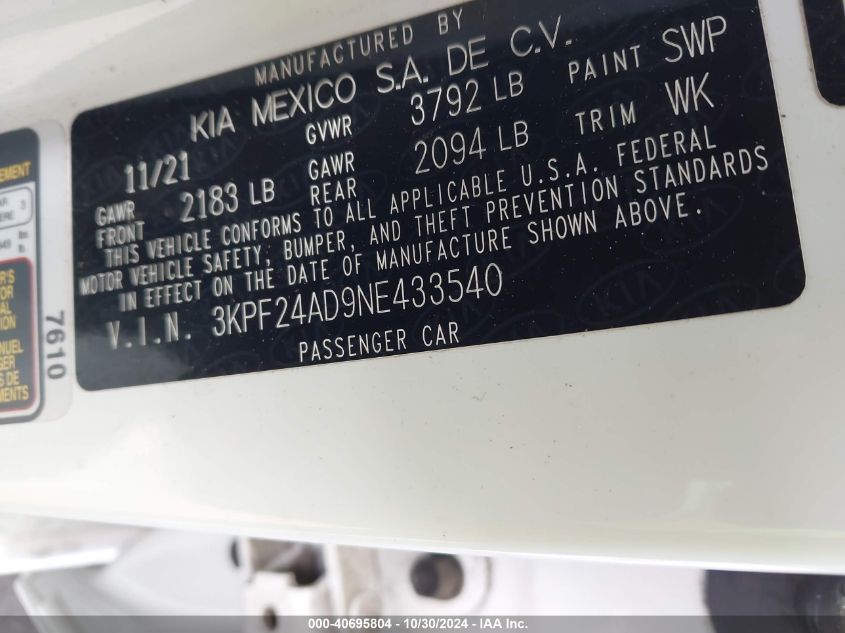 MANUFACTURED BY
KIA MEXICO S.A. DE C.V.
11/21 GVWR 3792 LB PAINT SWP
GAWR FRONT 2183 LB GAWR REAR 2094 LB TRIM WK
THIS VEHICLE CONFORMS TO ALL APPLICABLE U.S.A. FEDERAL
MOTOR VEHICLE SAFETY, BUMPER, AND THEFT PREVENTION STANDARDS
IN EFFECT ON THE DATE OF MANUFACTURE SHOWN ABOVE.
V.I.N. 3KPF24AD9NE433540
PASSENGER CAR
7610
000-40695804 - 10/30/2024 - IAA Inc.